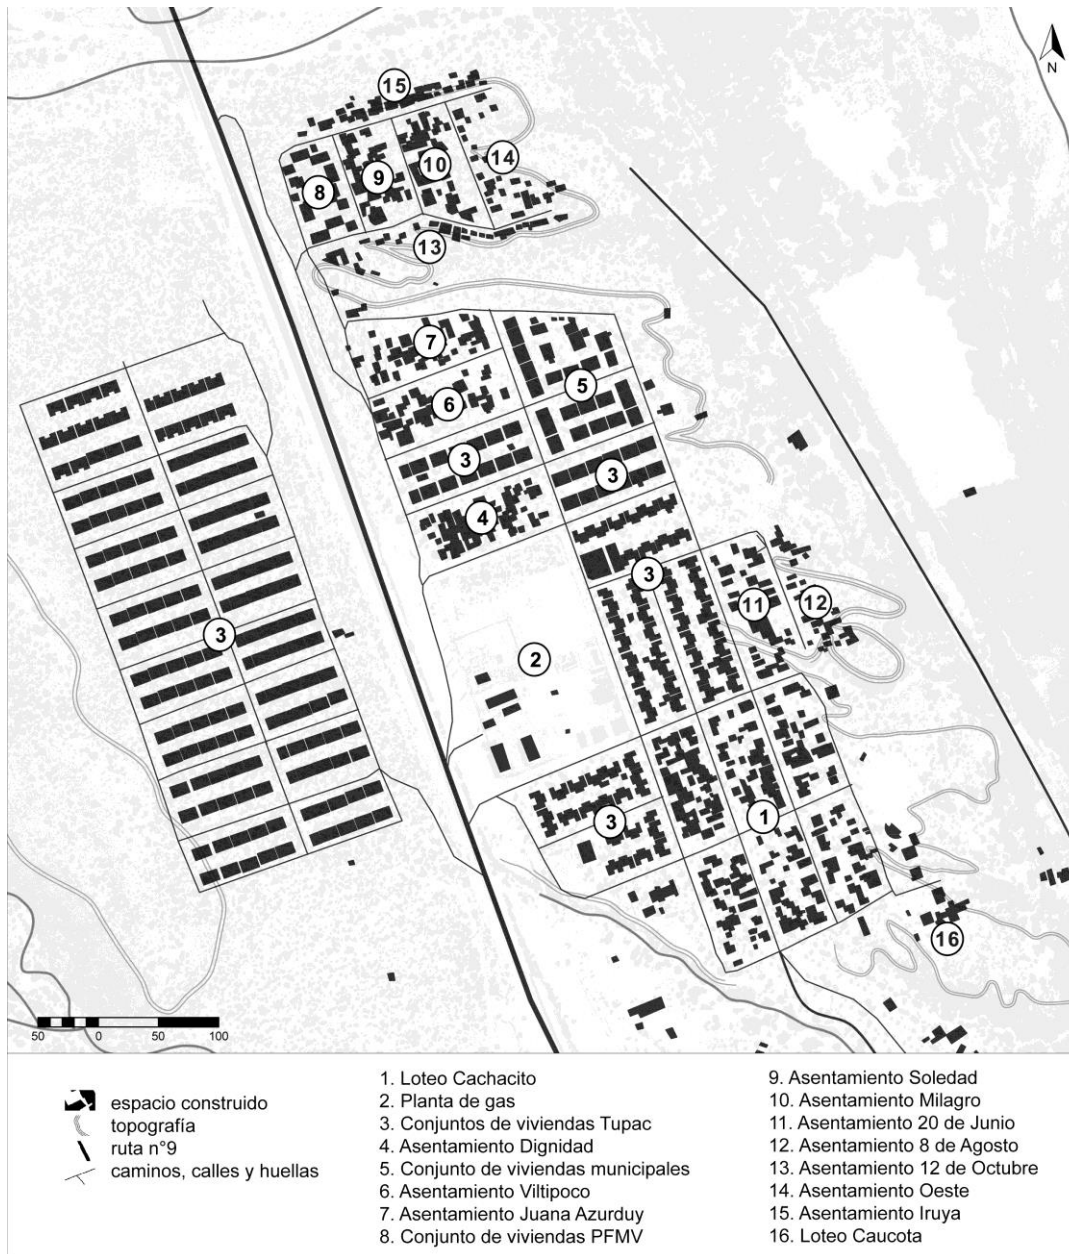 N
15
14
10
9
8
13
7
5
6
3
3
4
3
11
12
3
2
1
3
16
50 0 50 100
espacio construido
topografía
ruta n°9
caminos, calles y huellas
1. Loteo Cachacito
2. Planta de gas
3. Conjuntos de viviendas Tupac
4. Asentamiento Dignidad
5. Conjunto de viviendas municipales
6. Asentamiento Viltipoco
7. Asentamiento Juana Azurduy
8. Conjunto de viviendas PFMV
9. Asentamiento Soledad
10. Asentamiento Milagro
11. Asentamiento 20 de Junio
12. Asentamiento 8 de Agosto
13. Asentamiento 12 de Octubre
14. Asentamiento Oeste
15. Asentamiento Iruya
16. Loteo Caucota